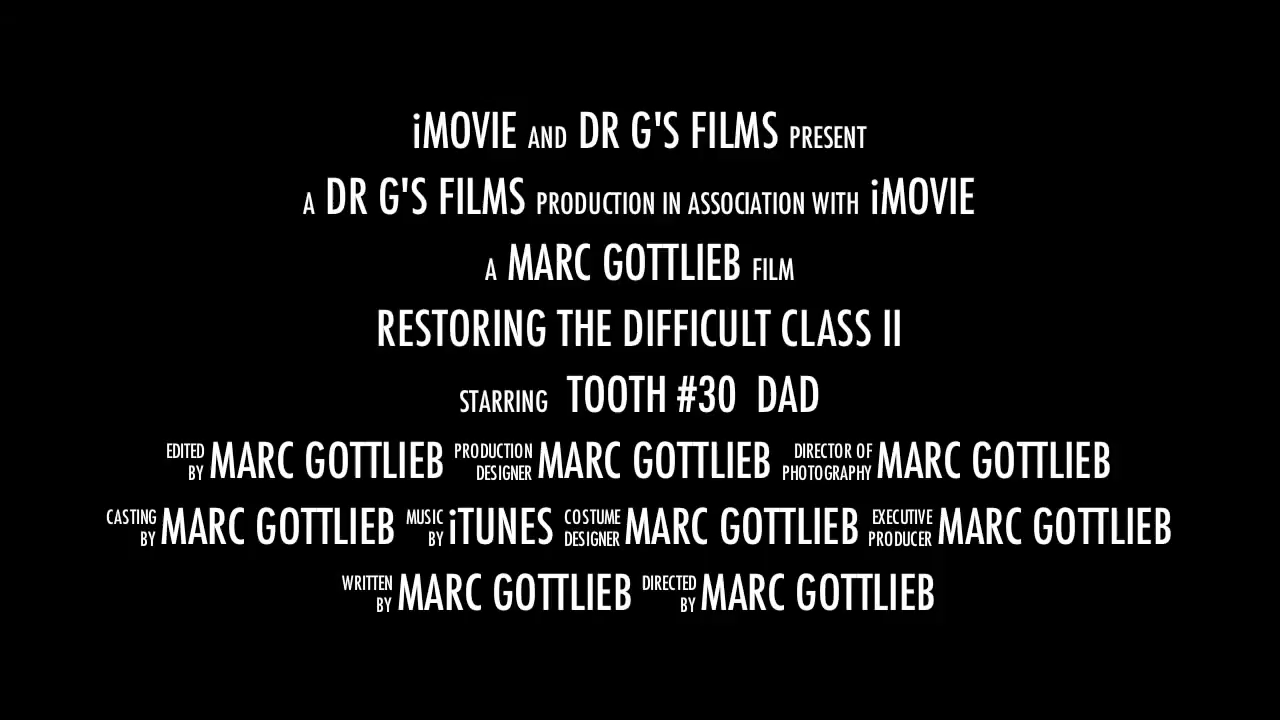 iMOVIE AND DR G'S FILMS PRESENT
A DR G'S FILMS PRODUCTION IN ASSOCIATION WITH iMOVIE
A MARC GOTTLIEB FILM
RESTORING THE DIFFICULT CLASS II
STARRING TOOTH #30 DAD
EDITED BY MARC GOTTLIEB PRODUCTION DESIGNER MARC GOTTLIEB DIRECTOR OF PHOTOGRAPHY MARC GOTTLIEB
CASTING BY MARC GOTTLIEB MUSIC BY iTUNES COSTUME DESIGNER MARC GOTTLIEB EXECUTIVE PRODUCER MARC GOTTLIEB
WRITTEN BY MARC GOTTLIEB DIRECTED BY MARC GOTTLIEB